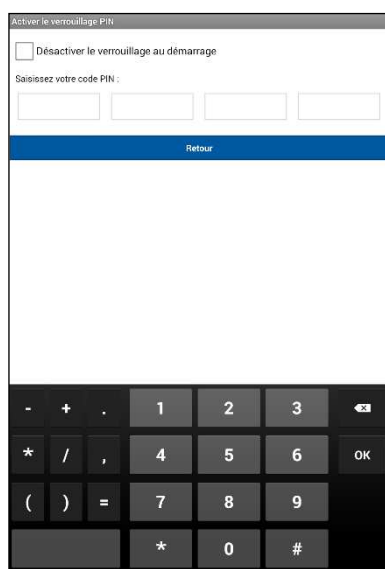 Activer le verrouillage PIN
Désactiver le verrouillage au démarrage
Saisissez votre code PIN :
Retour
- + . 1 2 3
* / , 4 5 6 OK
( ) = 7 8 9
* 0 #